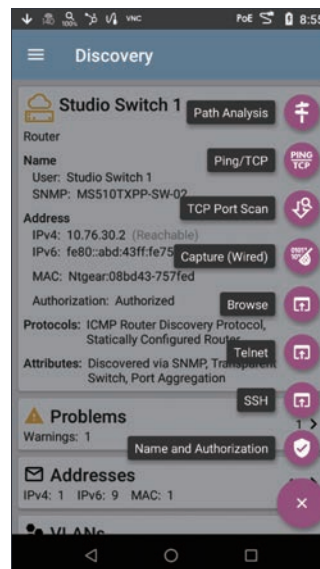 100%
VNC
PoE
8:55
Discovery
Studio Switch 1
Path Analysis
Router
Name
PING
TCP
Ping/TCP
User: Studio Switch 1
SNMP: MS510TXPP-SW-02
TCP Port Scan
Address
IPv4: 10.76.30.2 (Reachable)
IPv6: fe80::abd:43ff:fe75
Capture (Wired)
MAC: Ntgear:08bd43-757fed
Authorization: Authorized
Browse
Protocols: ICMP Router Discovery Protocol,
Statically Configured Router
Telnet
Attributes: Discovered via SNMP, Transparent
Switch, Port Aggregation
SSH
Problems
Warnings: 1
1
Name and Authorization
Addresses
IPv4: 1 IPv6: 9 MAC: 1
VLANs